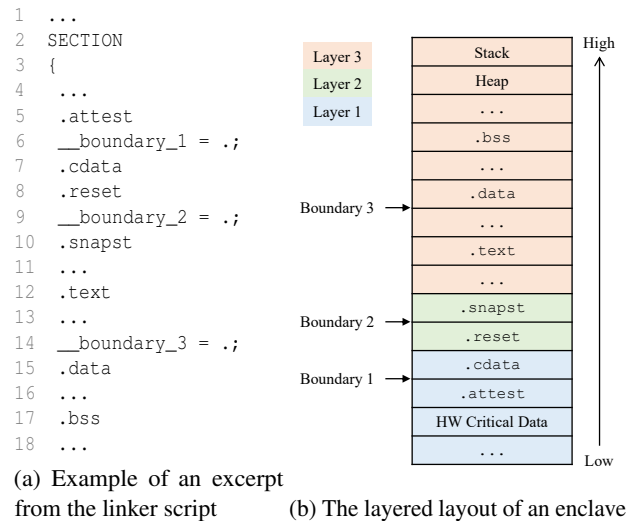 1 ...
2 SECTION
3 {
4 ...
5 .attest
6 __boundary_1 = .;
7 .cdata
8 .reset
9 __boundary_2 = .;
10 .snapst
11 ...
12 .text
13 ...
14 __boundary_3 = .;
15 .data
16 ...
17 .bss
18 ...
(a) Example of an excerpt
from the linker script
Layer 3
Layer 2
Layer 1
Boundary 3
Boundary 2
Boundary 1
Stack
Heap
...
.bss
...
.data
...
.text
...
.snapst
.reset
.cdata
.attest
HW Critical Data
...
High
Low
(b) The layered layout of an enclave